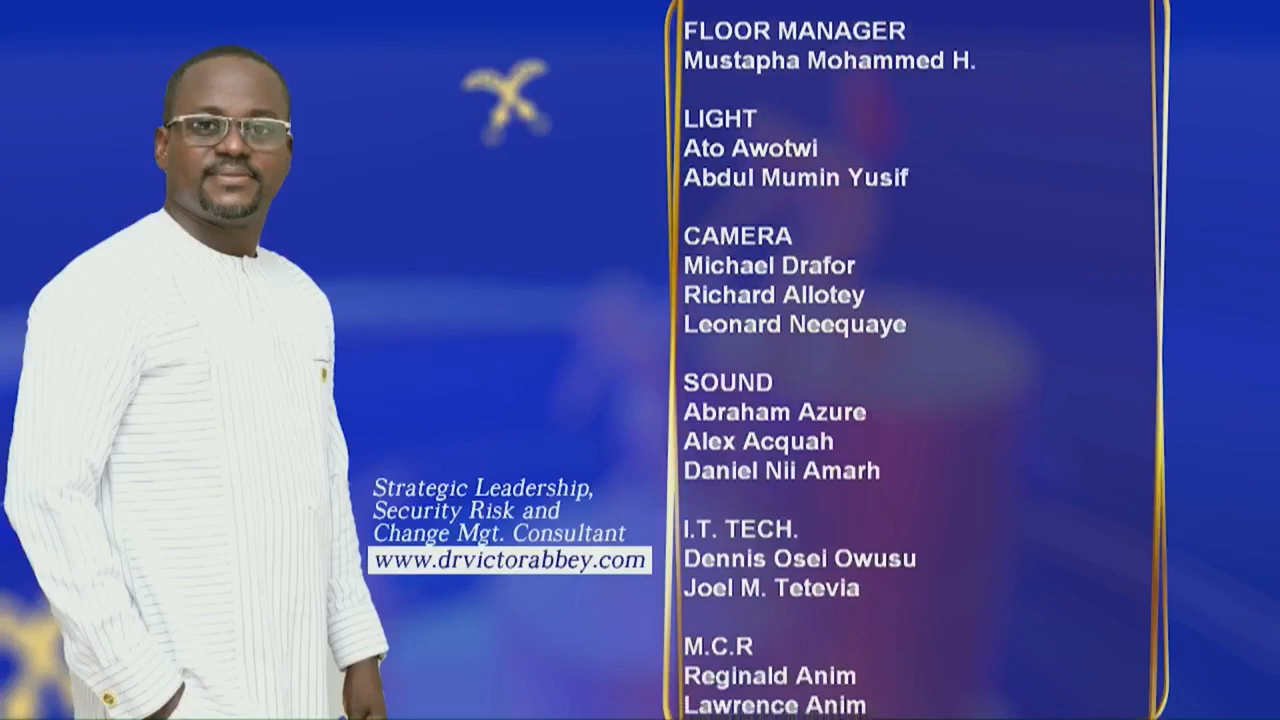 Strategic Leadership,
Security Risk and
Change Mgt. Consultant
www.drvictorabbey.com
FLOOR MANAGER
Mustapha Mohammed H.
LIGHT
Ato Awotwi
Abdul Mumin Yusif
CAMERA
Michael Drafor
Richard Allotey
Leonard Neequaye
SOUND
Abraham Azure
Alex Acquah
Daniel Nii Amarh
I.T. TECH.
Dennis Osei Owusu
Joel M. Tetevia
M.C.R
Reginald Anim
Lawrence Anim